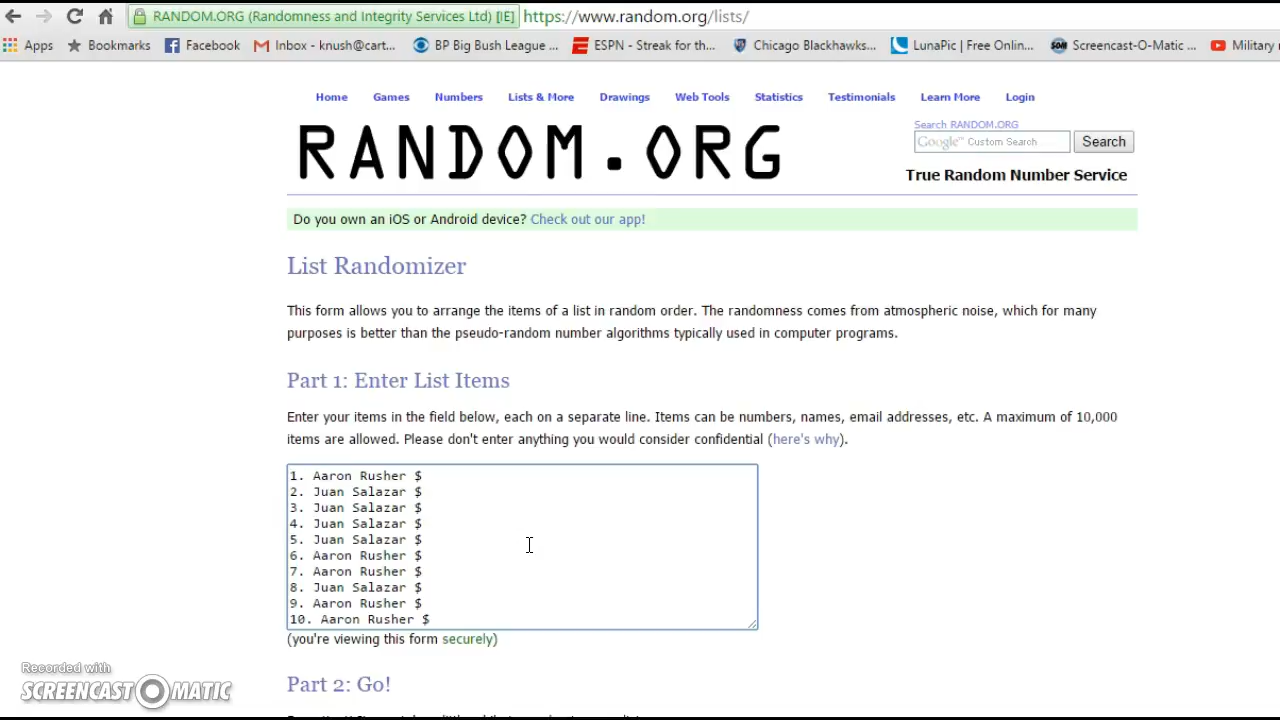 RANDOM.ORG (Randomness and Integrity Services Ltd) [IE] https://www.random.org/lists/
Apps Bookmarks Facebook Inbox - knush@cart... BP Big Bush League ... ESPN - Streak for th... Chicago Blackhawks... LunaPic | Free Onlin... Screencast-O-Matic ... Military
Home Games Numbers Lists & More Drawings Web Tools Statistics Testimonials Learn More Login
RANDOM.ORG
Search RANDOM.ORG
Google™ Custom Search Search
True Random Number Service
Do you own an iOS or Android device? Check out our app!
List Randomizer
This form allows you to arrange the items of a list in random order. The randomness comes from atmospheric noise, which for many
purposes is better than the pseudo-random number algorithms typically used in computer programs.
Part 1: Enter List Items
Enter your items in the field below, each on a separate line. Items can be numbers, names, email addresses, etc. A maximum of 10,000
items are allowed. Please don't enter anything you would consider confidential (here's why).
1. Aaron Rusher $
2. Juan Salazar $
3. Juan Salazar $
4. Juan Salazar $
5. Juan Salazar $
6. Aaron Rusher $
7. Aaron Rusher $
8. Juan Salazar $
9. Aaron Rusher $
10. Aaron Rusher $
(you're viewing this form securely)
Recorded with
SCREENCAST-O-MATIC
Part 2: Go!